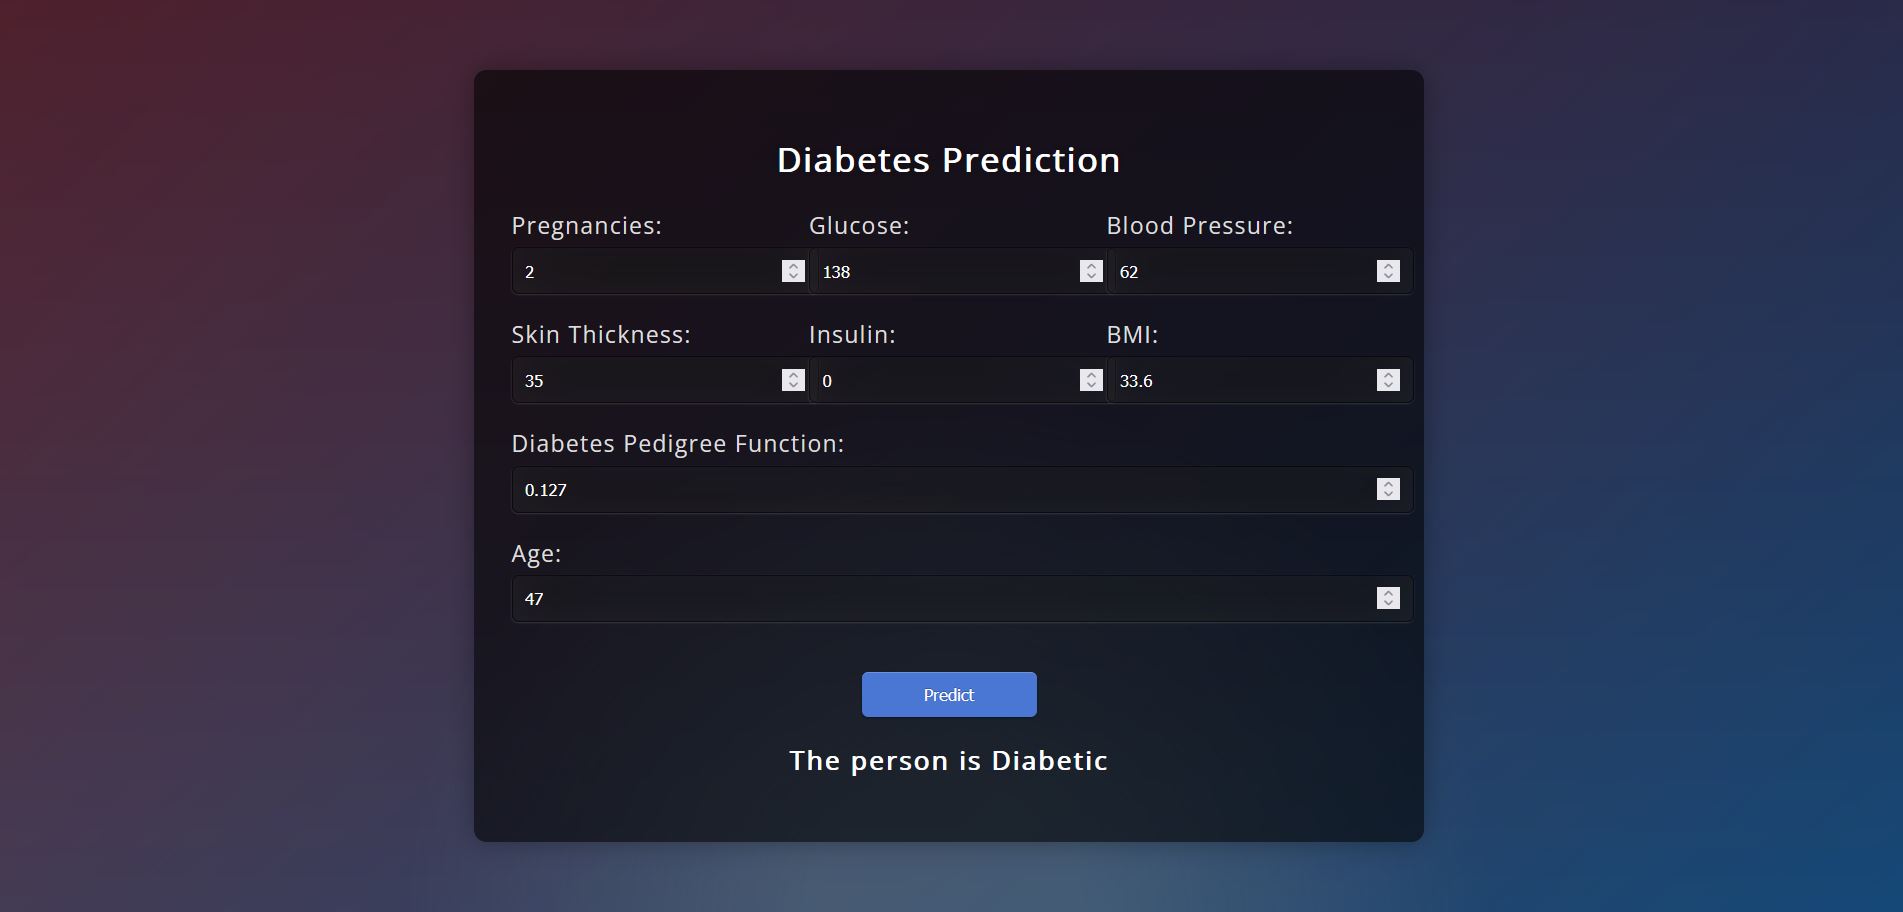 Diabetes Prediction
Pregnancies: Glucose: Blood Pressure:
2 138 62
Skin Thickness: Insulin: BMI:
35 0 33.6
Diabetes Pedigree Function:
0.127
Age:
47
Predict
The person is Diabetic